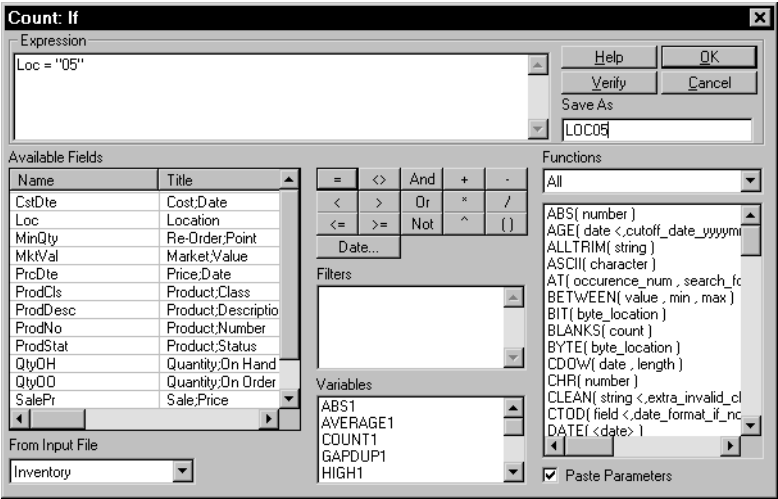 Count: If
Expression
Loc = "05"
Help
OK
Verify
Cancel
Save As
LOC05
Available Fields
Name Title
CstDte Cost;Date
Loc Location
MinQty Re-Order;Point
MktVal Market;Value
PrcDte Price;Date
ProdCls Product;Class
ProdDesc Product;Descriptio
ProdNo Product;Number
ProdStat Product;Status
QtyOH Quantity;On Hand
QtyOO Quantity;On Order
SalePr Sale;Price
From Input File
Inventory
= <> And + -
< > Or * /
<= >= Not ^ ( )
Date...
Filters
Variables
ABS1
AVERAGE1
COUNT1
GAPDUP1
HIGH1
Functions
All
ABS( number )
AGE( date <,cutoff_date_yyyymi
ALLTRIM( string )
ASCII( character )
AT( occurence_num , search_fo
BETWEEN( value , min , max )
BIT( byte_location )
BLANKS( count )
BYTE( byte_location )
CDOW( date , length )
CHR( number )
CLEAN( string <,extra_invalid_cl
CTOD( field <,date_format_if_no
DATE( <date> )
Paste Parameters